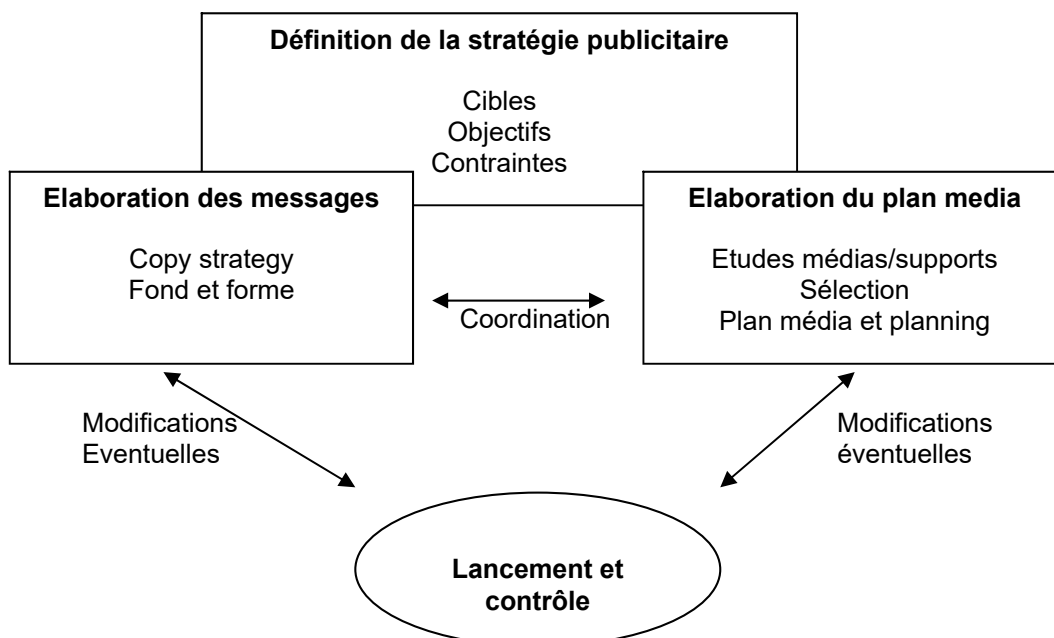 Définition de la stratégie publicitaire
Cibles
Objectifs
Contraintes
Elaboration des messages
Copy strategy
Fond et forme
Elaboration du plan media
Etudes médias/supports
Sélection
Plan média et planning
Coordination
Modifications
Eventuelles
Modifications
éventuelles
Lancement et
contrôle